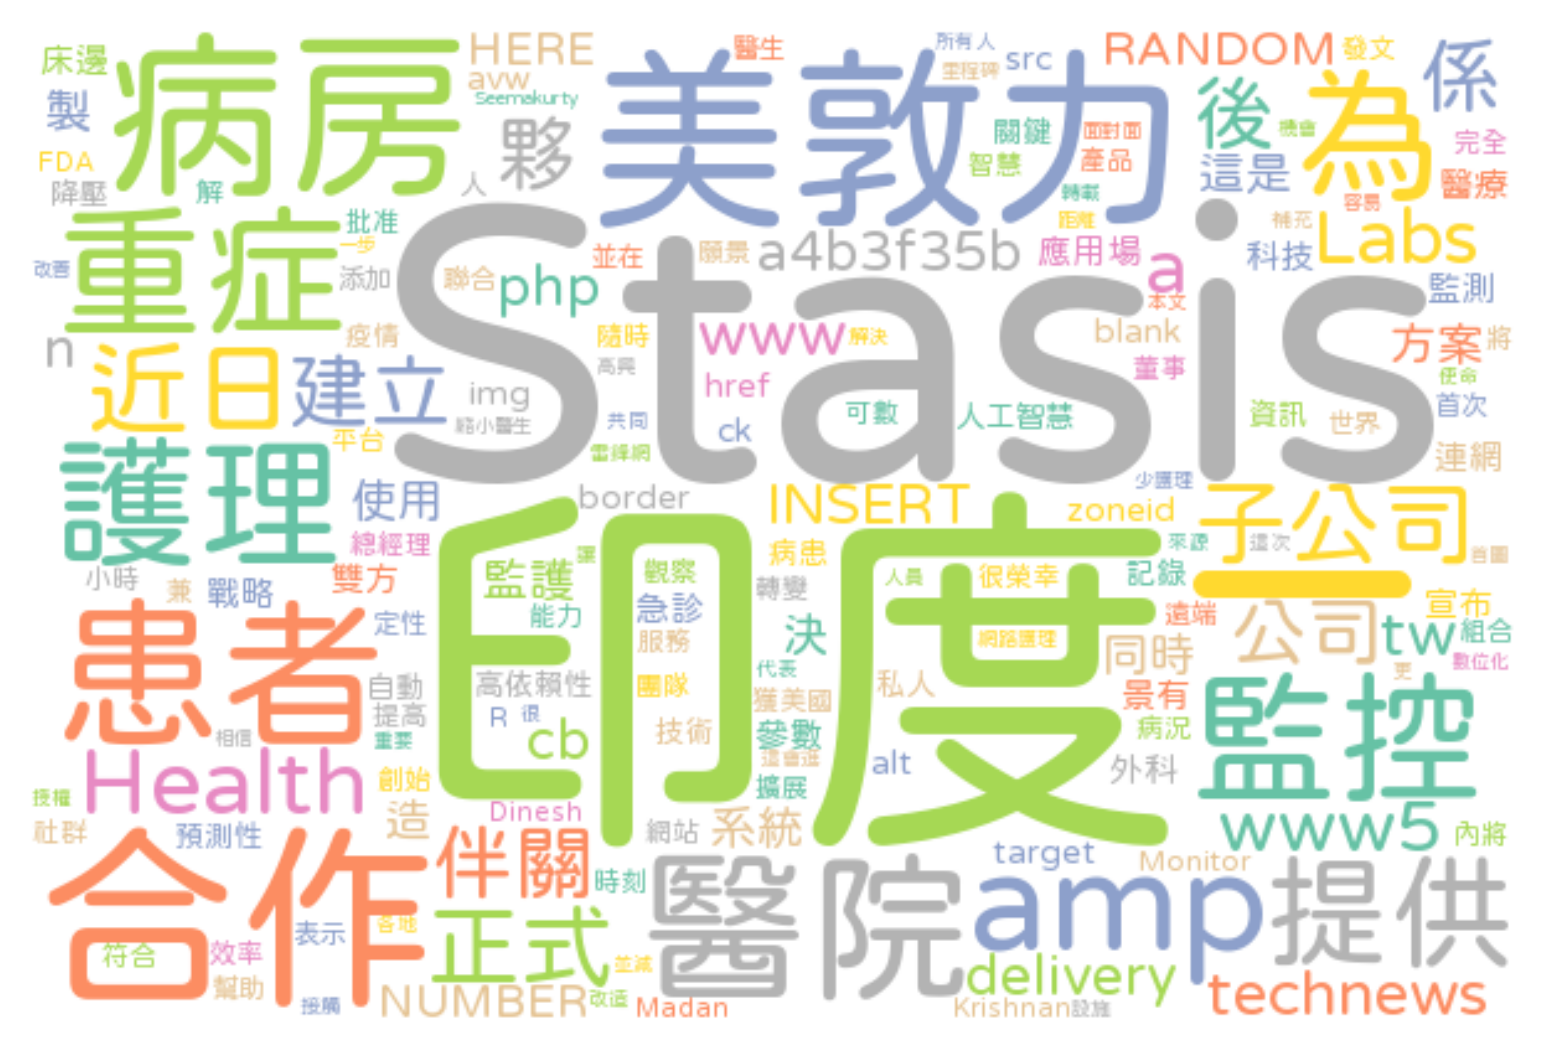 床邊 病房 HERE 醫生 所有人 src RANDOM 發文 係
製 avw Seemakurty 美敦力 里程碑 後 為
FDA 夥 關鍵 面對面 機會 完全
降壓 解 人 智慧 產品 這是 醫療
重症 批准 轉載 容易
一步 Stasis 距離 補充 Labs
改善 添加 聯合 php 並在 願景 a4b3f35b 應用場 a 科技 監測
本文
n 疫情 隨時 www 解決 blank 方案 將
近日 建立 img 高興 href 董事 使命
縮小醫生 共同 ck 可數 人工智慧 資訊 世界 首次
平台 雷鋒網 連網
護理 使用 border INSERT 少護理 zoneid 子公司
總經理 印度 病患 來源 這次 首圖
小時 兼 戰略 雙方 監護 讓 觀察 轉變 人員 很榮幸 記錄 _
患者 定性 能力 急診 決 網路護理 遠端 公司 宣布
服務 同時 tw 組合
自動 高依賴性 團隊 代表 私人 景有 更 數位化
提高 R 很 技術 獲美國 病況 監控
相信 重要 cb 參數 這會進
Health 創始 擴展 alt 外科
授權 Dinesh
社群 預測性 造 網站 系統 www5 內將
合作 伴關 時刻 醫院 target Monitor 提供
符合 效率 表示 各地 正式 並減 amp delivery
幫助 接觸 NUMBER 改造 Madan Krishnan 設施 technews